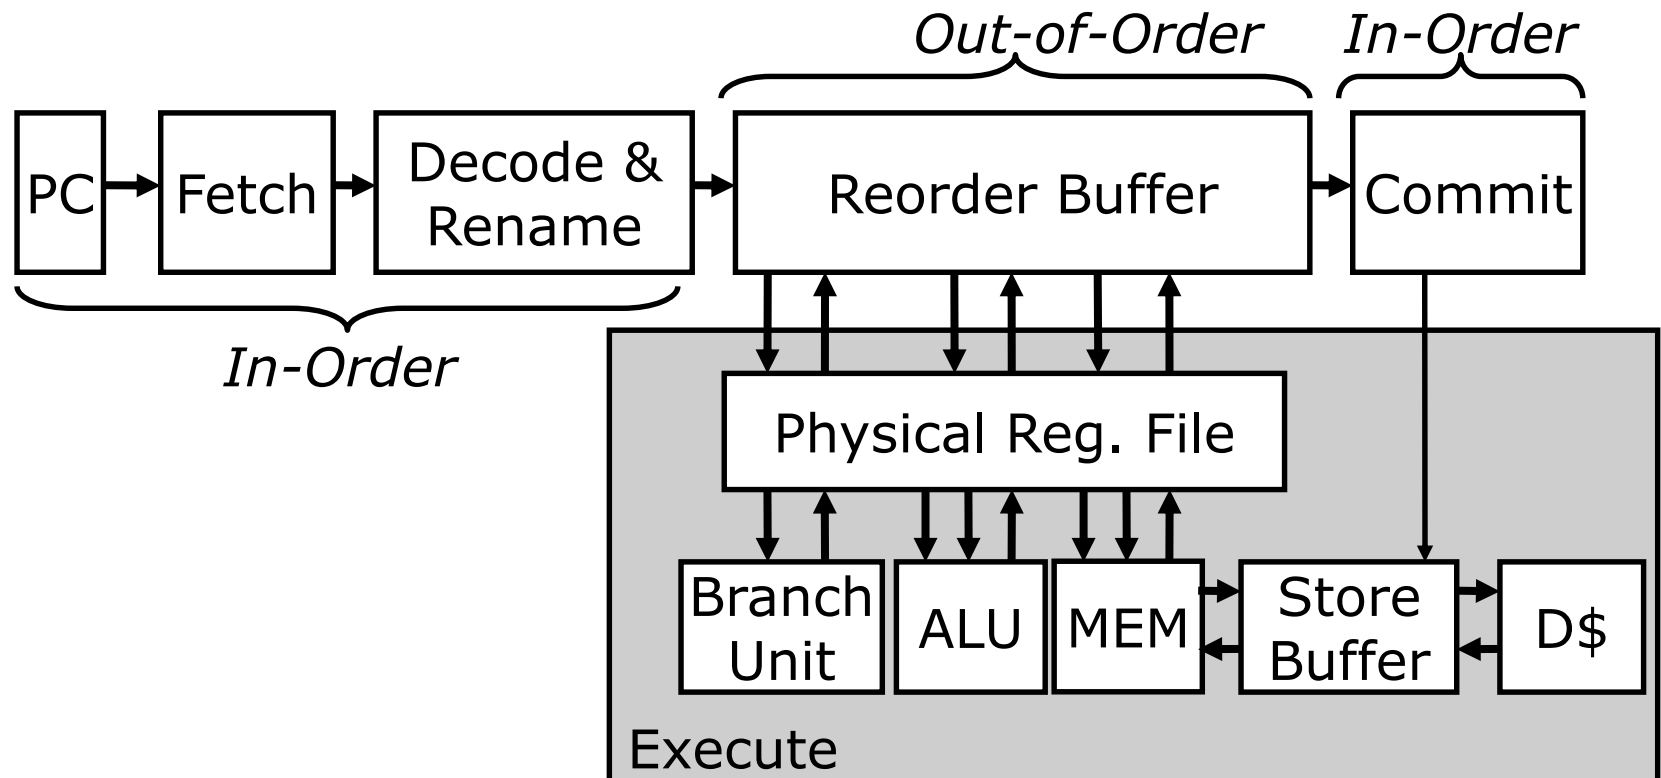 Out-of-Order
In-Order
PC
Fetch
Decode &
Rename
Reorder Buffer
Commit
In-Order
Physical Reg. File
Branch
Unit
ALU
MEM
Store
Buffer
D$
Execute